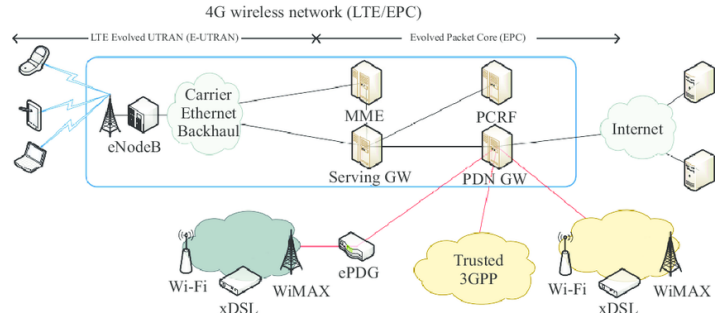 4G wireless network (LTE/EPC)
LTE Evolved UTRAN (E-UTRAN)
Evolved Packet Core (EPC)
Carrier
Ethernet
Backhaul
eNodeB
MME
PCRF
Internet
Serving GW
PDN GW
Wi-Fi
xDSL
WiMAX
ePDG
Trusted
3GPP
Wi-Fi
xDSL
WiMAX